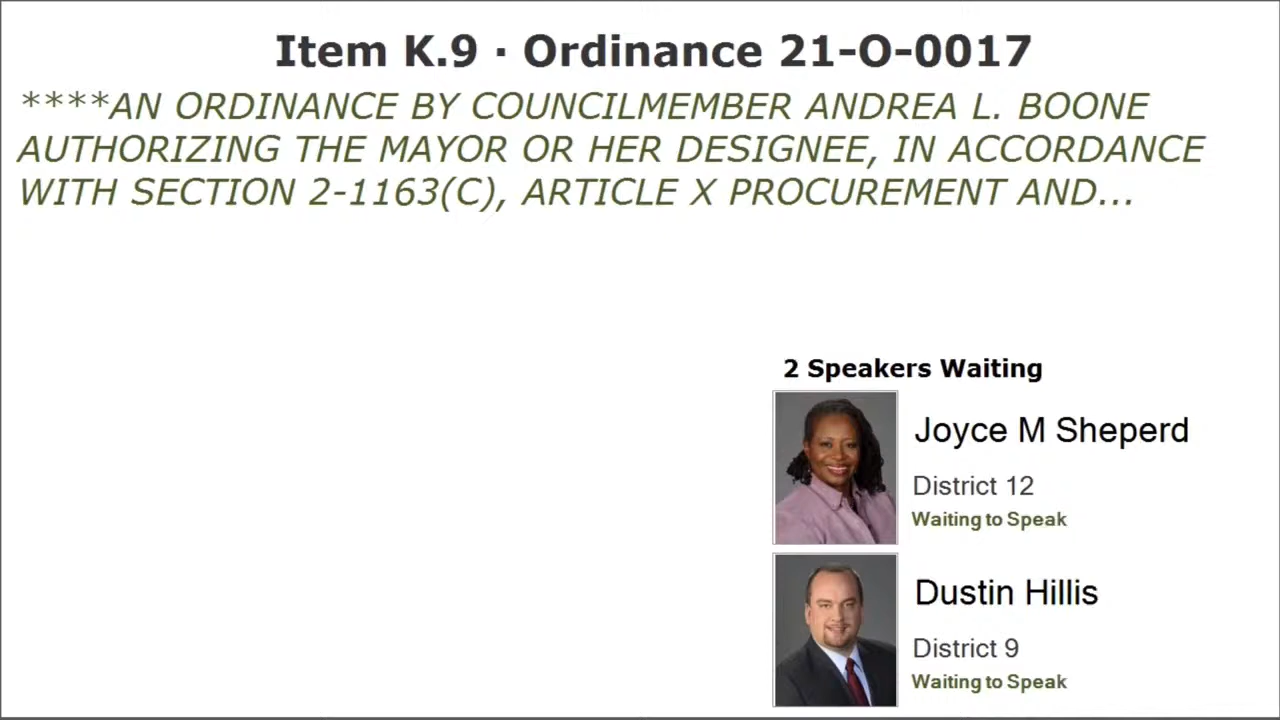 Item K.9 · Ordinance 21-O-0017
****AN ORDINANCE BY COUNCILMEMBER ANDREA L. BOONE
AUTHORIZING THE MAYOR OR HER DESIGNEE, IN ACCORDANCE
WITH SECTION 2-1163(C), ARTICLE X PROCUREMENT AND...
2 Speakers Waiting
Joyce M Sheperd
District 12
Waiting to Speak
Dustin Hillis
District 9
Waiting to Speak